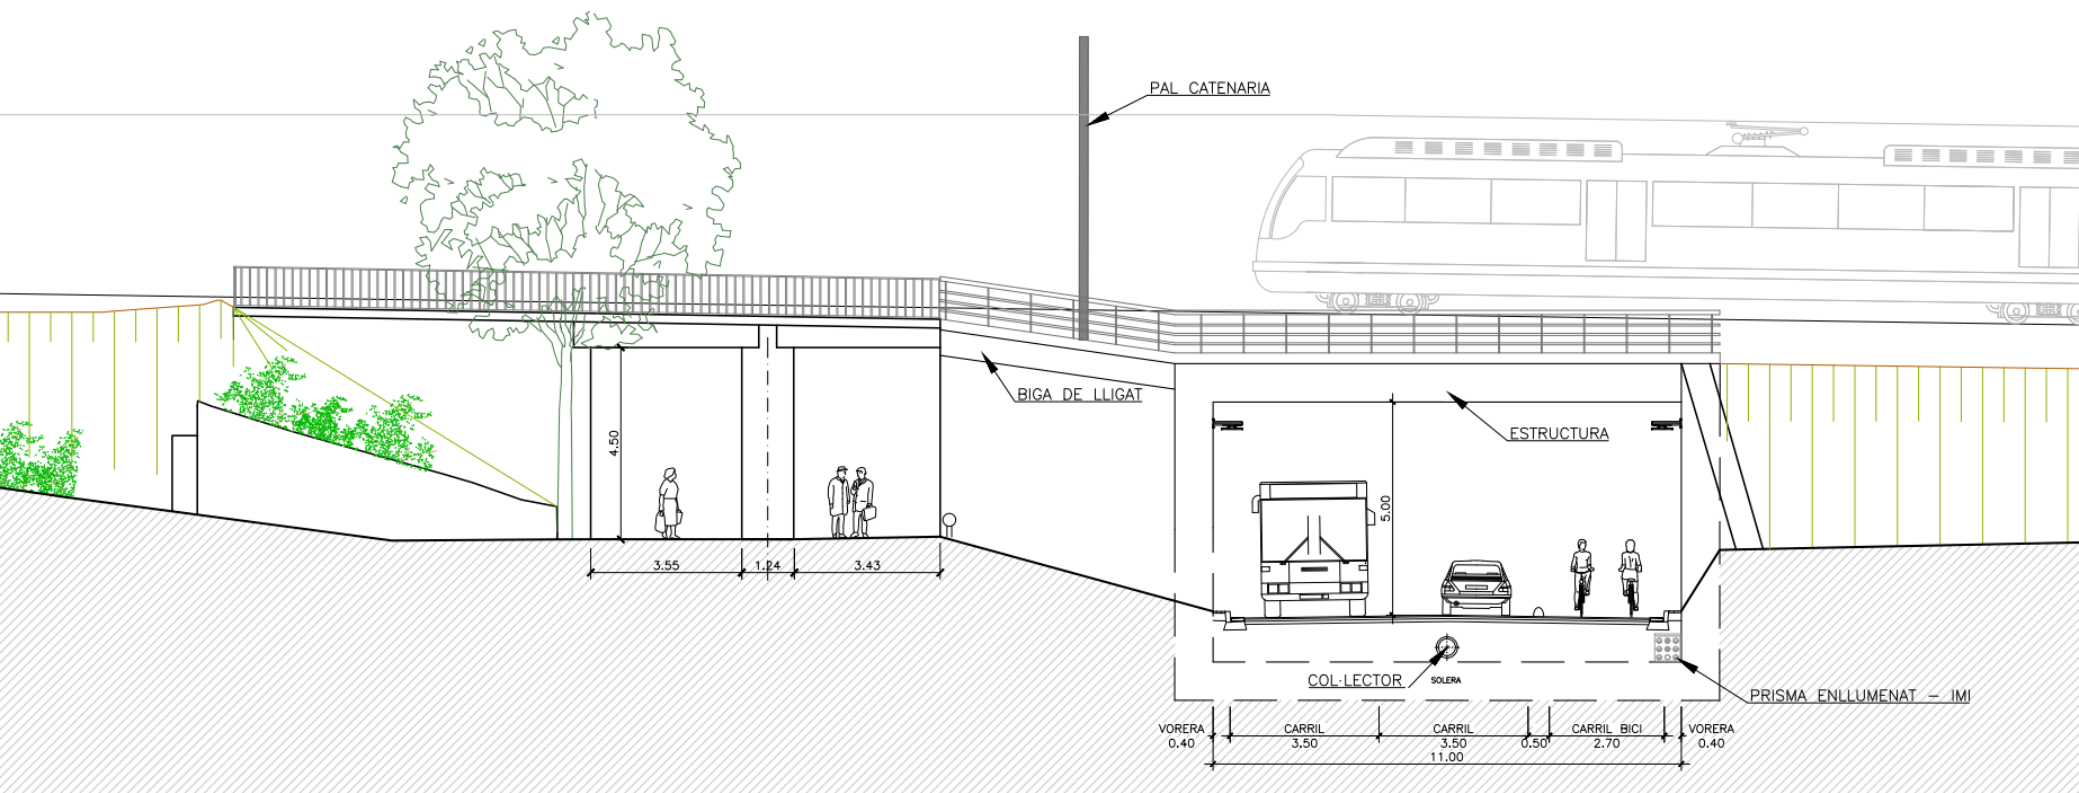 PAL CATENARIA
BIGA DE LLIGAT
ESTRUCTURA
4.50
5.00
3.55
1.24
3.43
COL·LECTOR
SOLERA
PRISMA ENLLUMENAT - IMI
VORERA
0.40
CARRIL
3.50
CARRIL
3.50
0.50
CARRIL BICI
2.70
VORERA
0.40
11.00